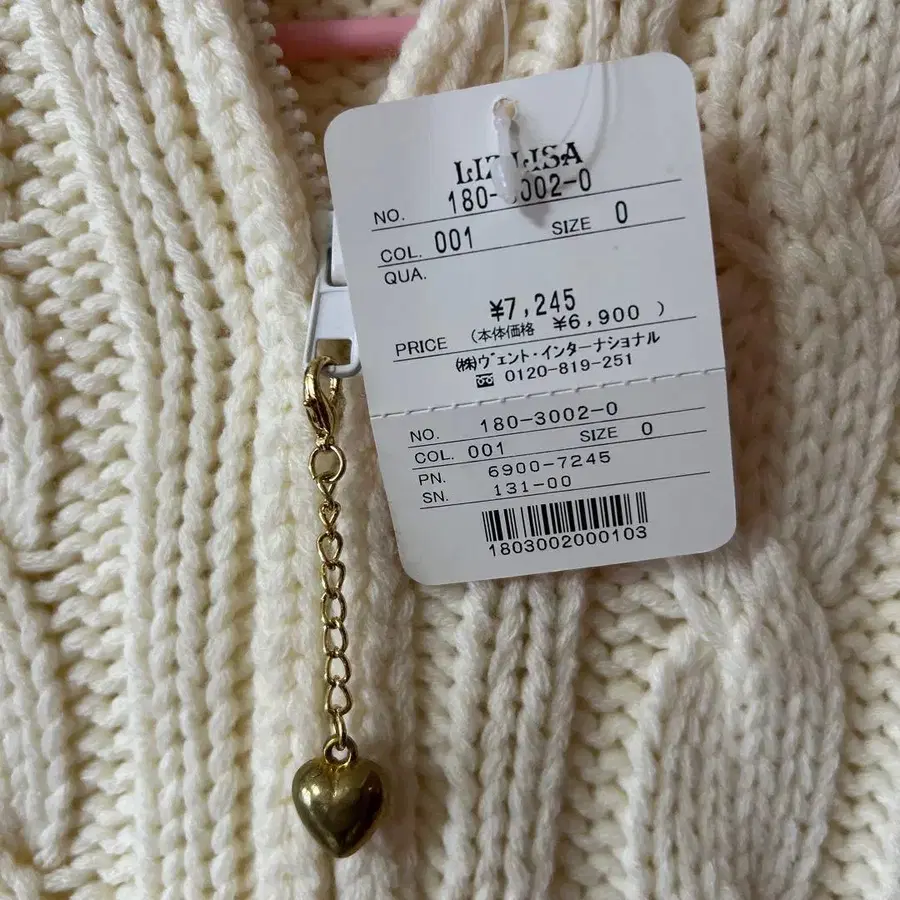 LIZ LISA
NO. 180-3002-0
COL. 001 SIZE 0
QUA.
¥7,245
PRICE (本体価格 ¥6,900 )
㈱ヴェント・インターナショナル
0120-819-251
NO. 180-3002-0
COL. 001 SIZE 0
PN. 6900-7245
SN. 131-00
1803002000103